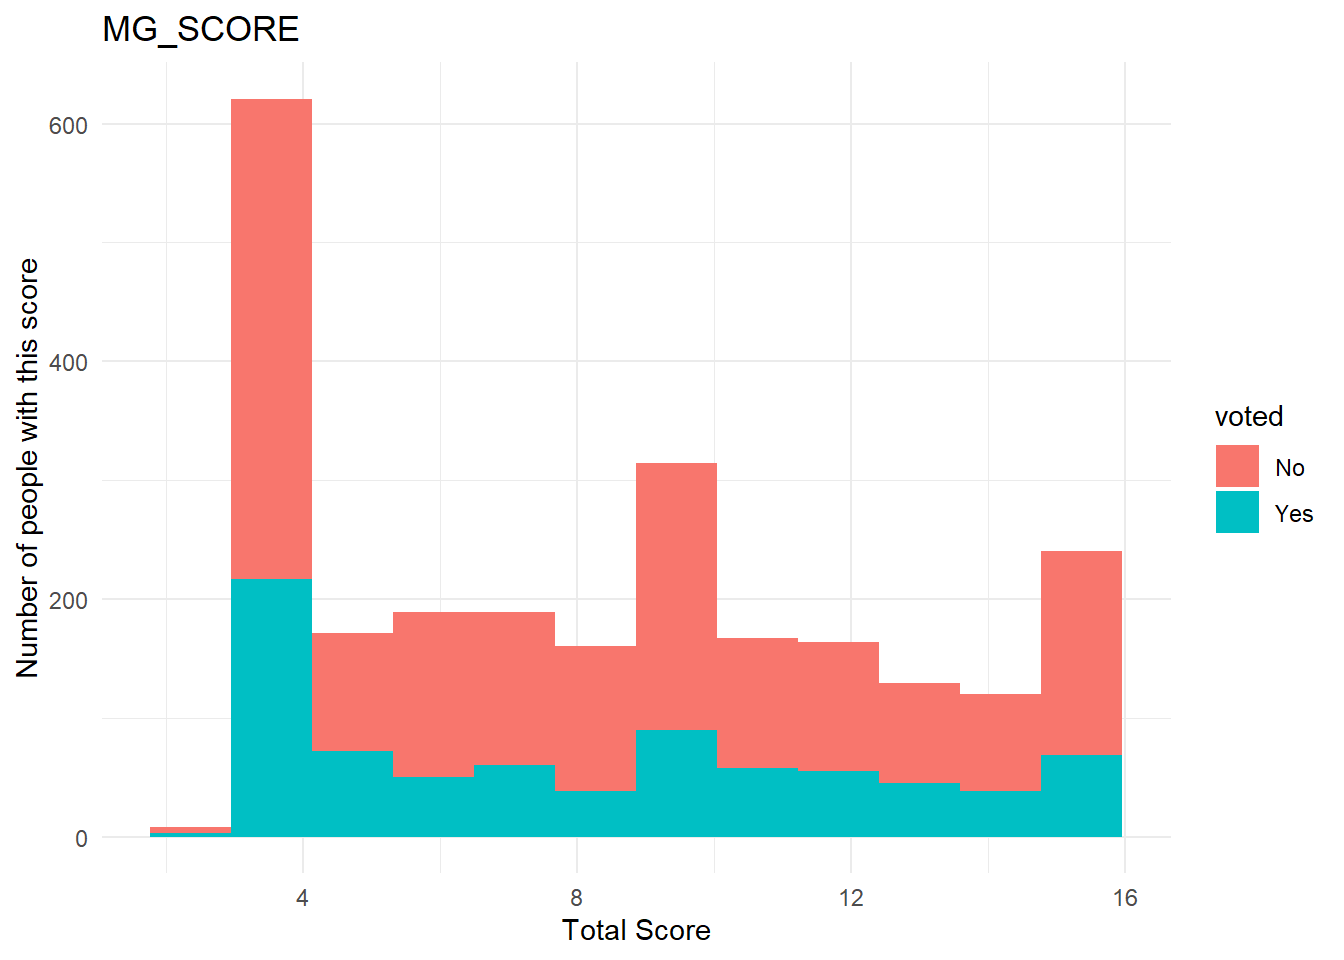 MG_SCORE
600
400
200
0
Number of people with this score
4 8 12 16
Total Score
voted
No
Yes